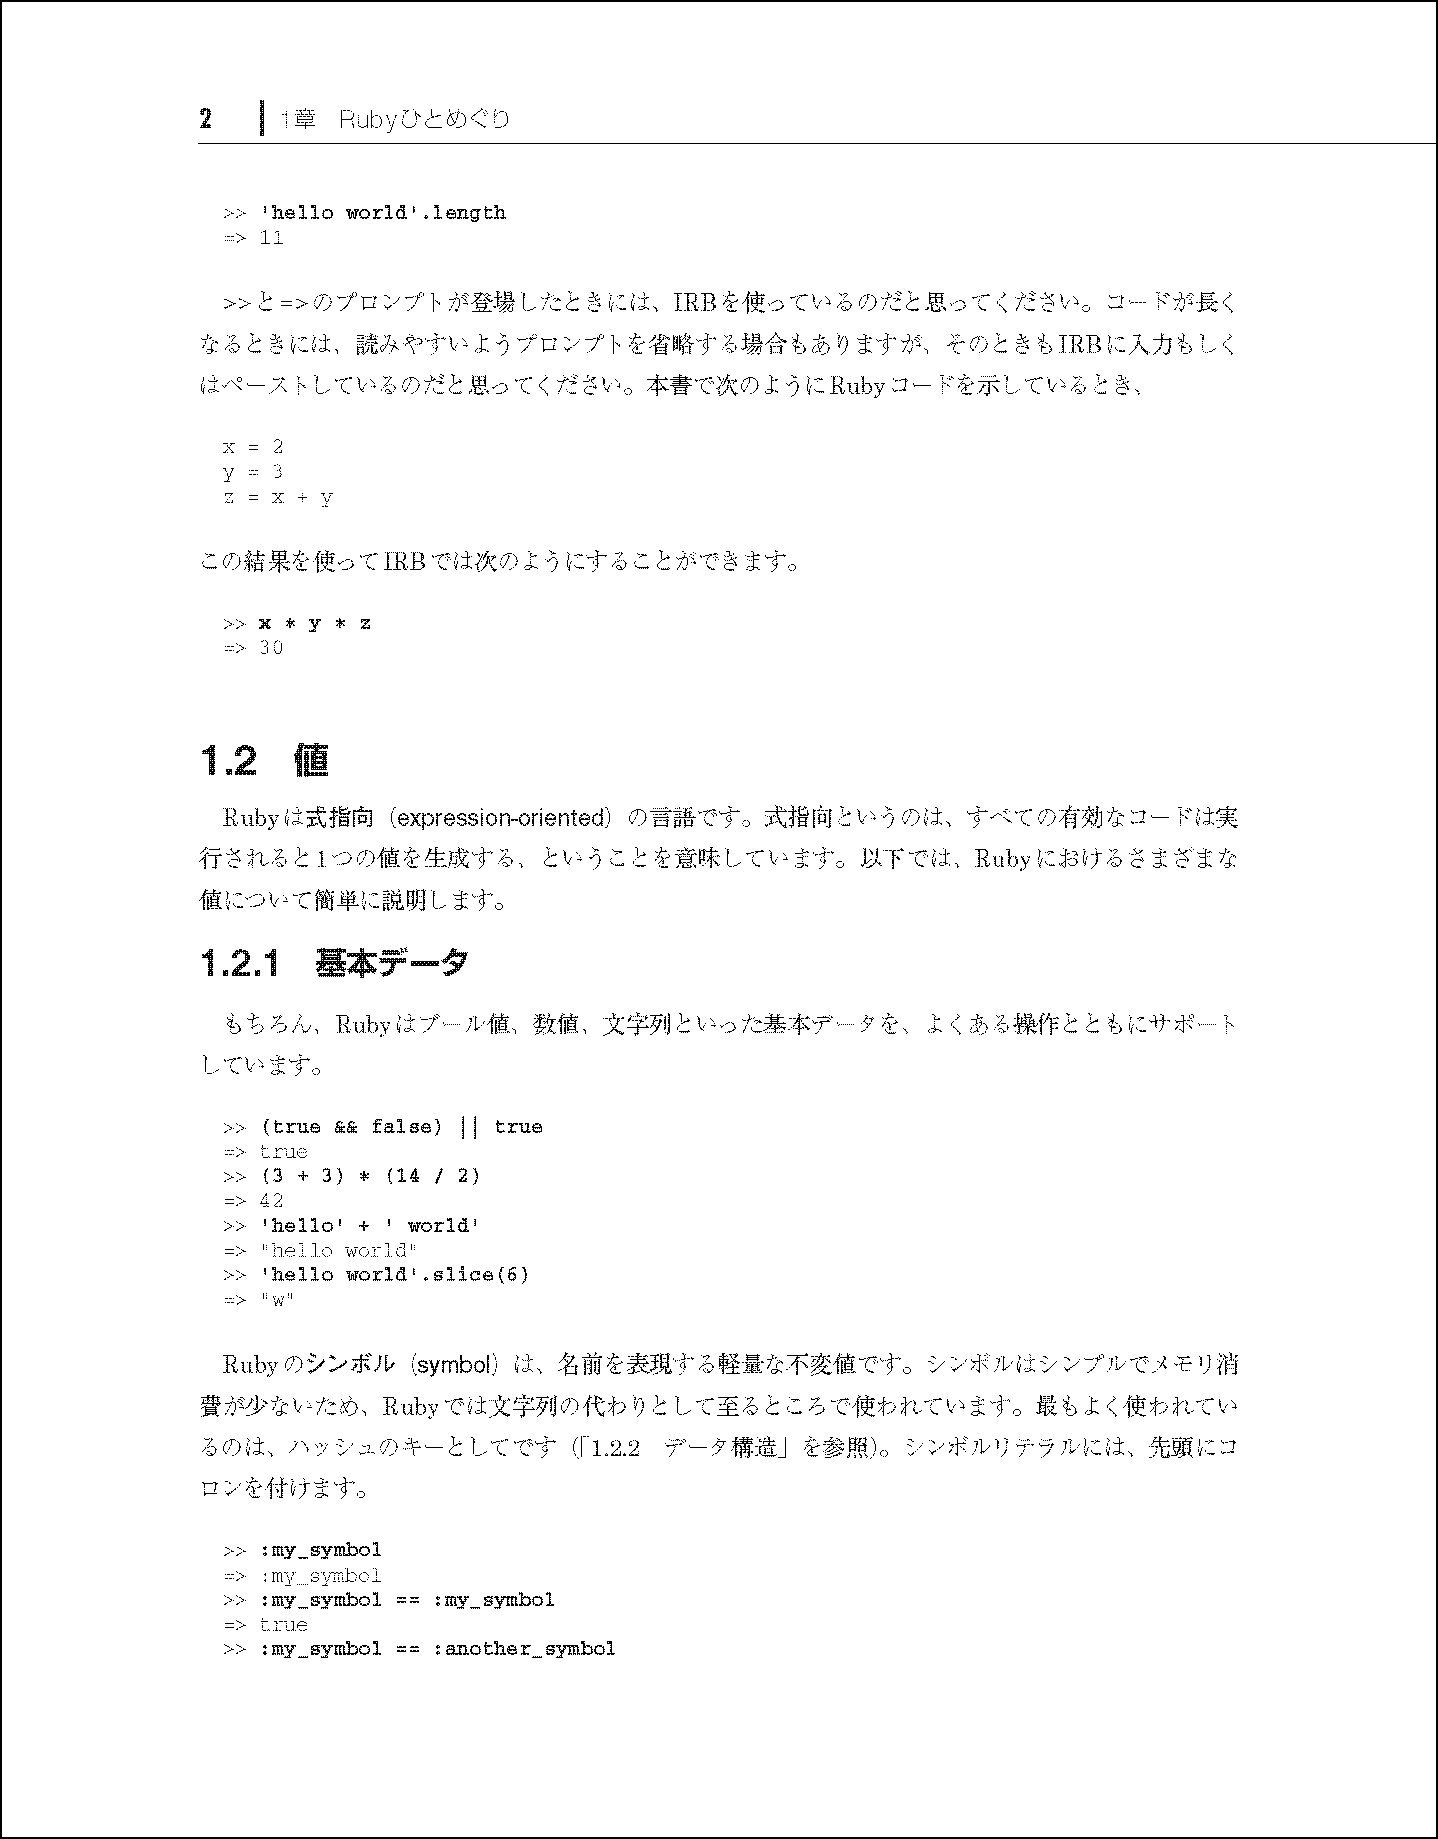 2 1章　Rubyひとめぐり
>> 'hello world'.length
=> 11
>>と=>のプロンプトが登場したときには、IRBを使っているのだと思ってください。コードが長く
なるときには、読みやすいようプロンプトを省略する場合もありますが、そのときもIRBに入力もしく
はペーストしているのだと思ってください。本書で次のようにRubyコードを示しているとき、
x = 2
y = 3
z = x + y
この結果を使ってIRBでは次のようにすることができます。
>> x * y * z
=> 30
1.2　値
Rubyは式指向（expression-oriented）の言語です。式指向というのは、すべての有効なコードは実
行されると1つの値を生成する、ということを意味しています。以下では、Rubyにおけるさまざまな
値について簡単に説明します。
1.2.1　基本データ
もちろん、Rubyはブール値、数値、文字列といった基本データを、よくある操作とともにサポート
しています。
>> (true && false) || true
=> true
>> (3 + 3) * (14 / 2)
=> 42
>> 'hello' + ' world'
=> "hello world"
>> 'hello world'.slice(6)
=> "w"
Rubyのシンボル（symbol）は、名前を表現する軽量な不変値です。シンボルはシンプルでメモリ消
費が少ないため、Rubyでは文字列の代わりとして至るところで使われています。最もよく使われてい
るのは、ハッシュのキーとしてです（「1.2.2　データ構造」を参照）。シンボルリテラルには、先頭にコ
ロンを付けます。
>> :my_symbol
=> :my_symbol
>> :my_symbol == :my_symbol
=> true
>> :my_symbol == :another_symbol